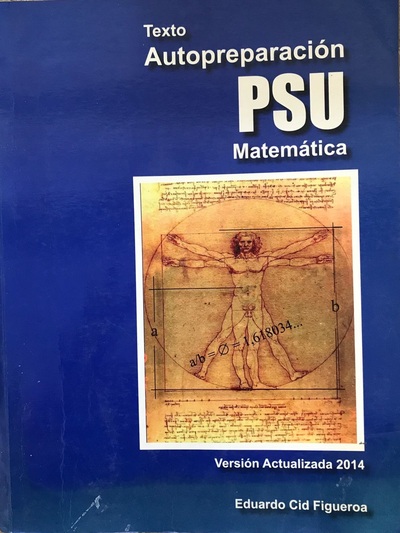 Texto
Autopreparación
PSU
Matemática
a
b
a/b = Ø = 1,618034...
Versión Actualizada 2014
Eduardo Cid Figueroa